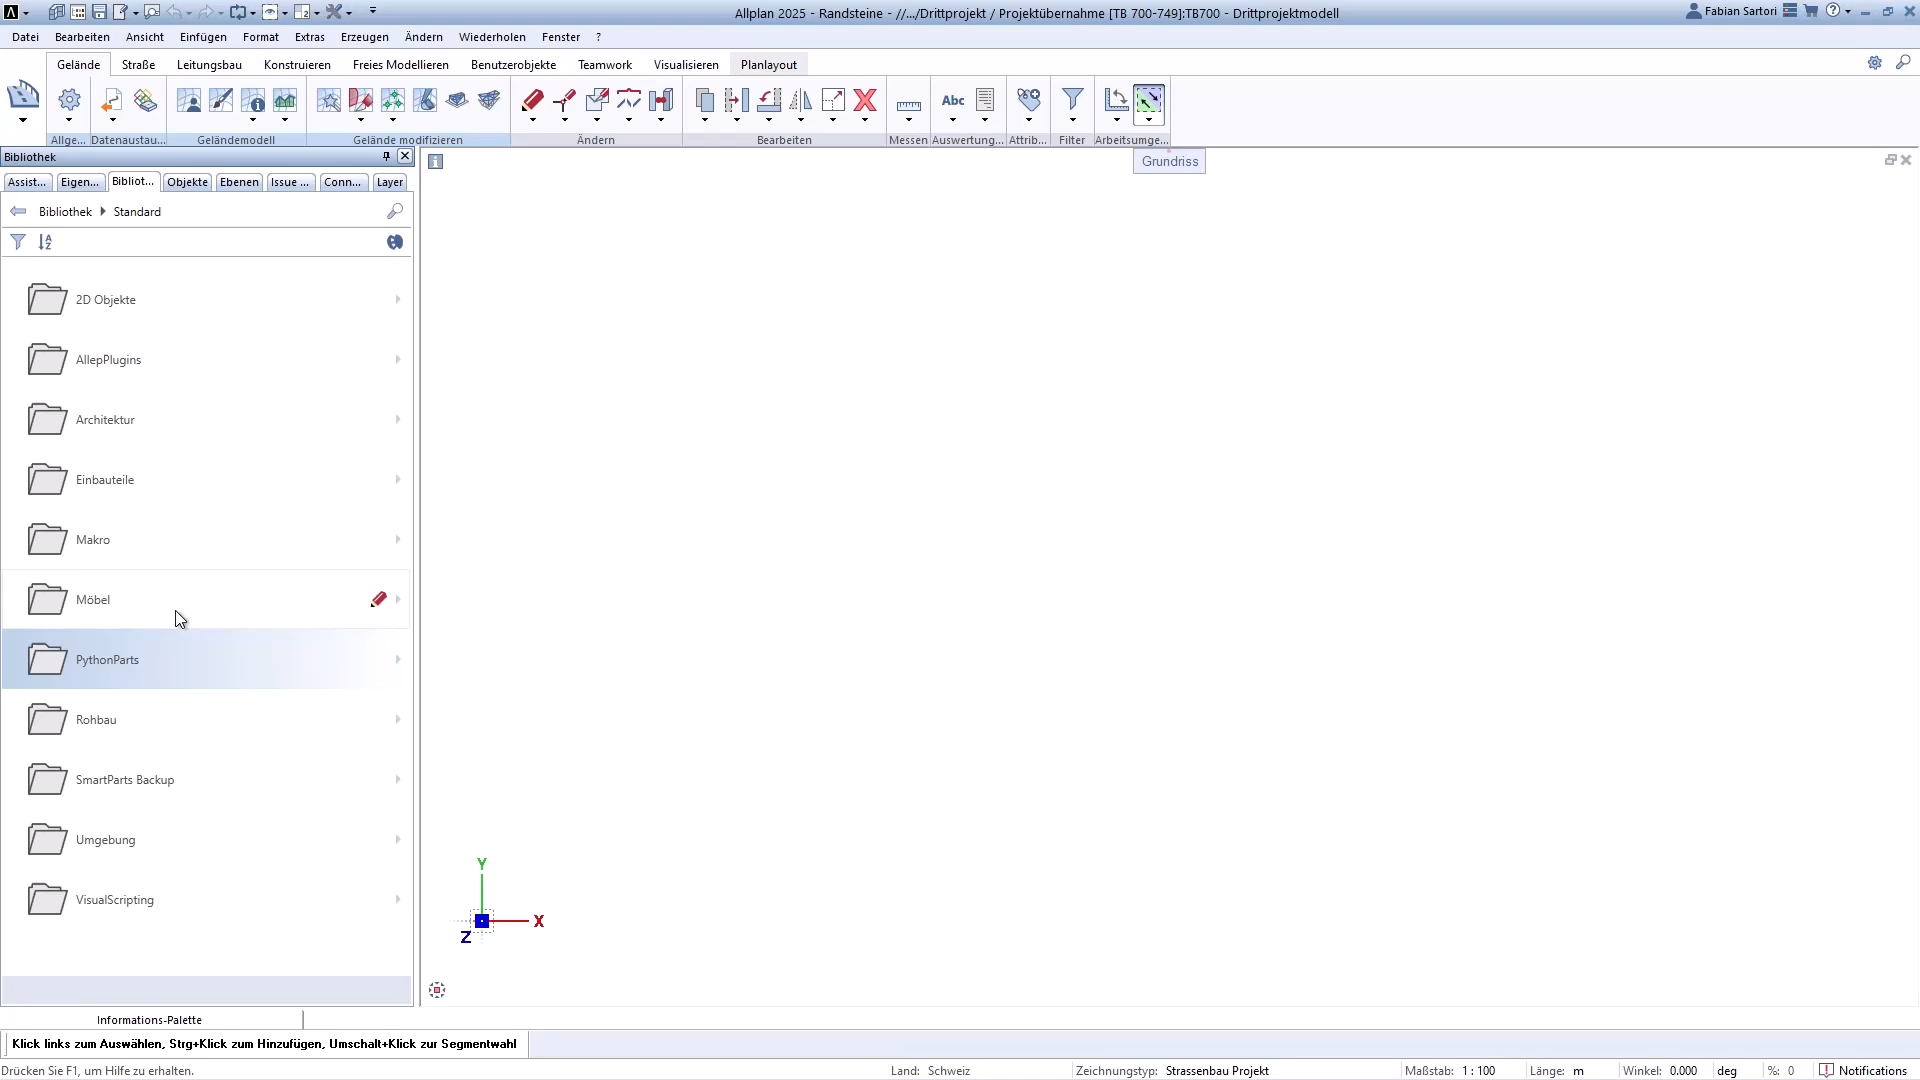 Allplan 2025 - Randsteine - //.../Drittprojekt / Projektübernahme [TB 700-749]:TB700 - Drittprojektmodell
Fabian Sartori
Datei Bearbeiten Ansicht Einfügen Format Extras Erzeugen Ändern Wiederholen Fenster ?
Gelände Straße Leitungsbau Konstruieren Freies Modellieren Benutzerobjekte Teamwork Visualisieren Planlayout
Abc
Allge... Datenaustau... Geländemodell Gelände modifizieren Ändern Bearbeiten Messen Auswertung... Attrib... Filter Arbeitsumge...
Bibliothek
Grundriss
Assist... Eigen... Bibliot... Objekte Ebenen Issue ... Conn... Layer
Bibliothek Standard
2D Objekte
AllepPlugins
Architektur
Einbauteile
Makro
Möbel
PythonParts
Rohbau
SmartParts Backup
Umgebung
VisualScripting
Y
X
Z
Informations-Palette
Klick links zum Auswählen, Strg+Klick zum Hinzufügen, Umschalt+Klick zur Segmentwahl
Drücken Sie F1, um Hilfe zu erhalten. Land: Schweiz Zeichnungstyp: Strassenbau Projekt Maßstab: 1 : 100 Länge: m Winkel: 0.000 deg %: 0 Notifications